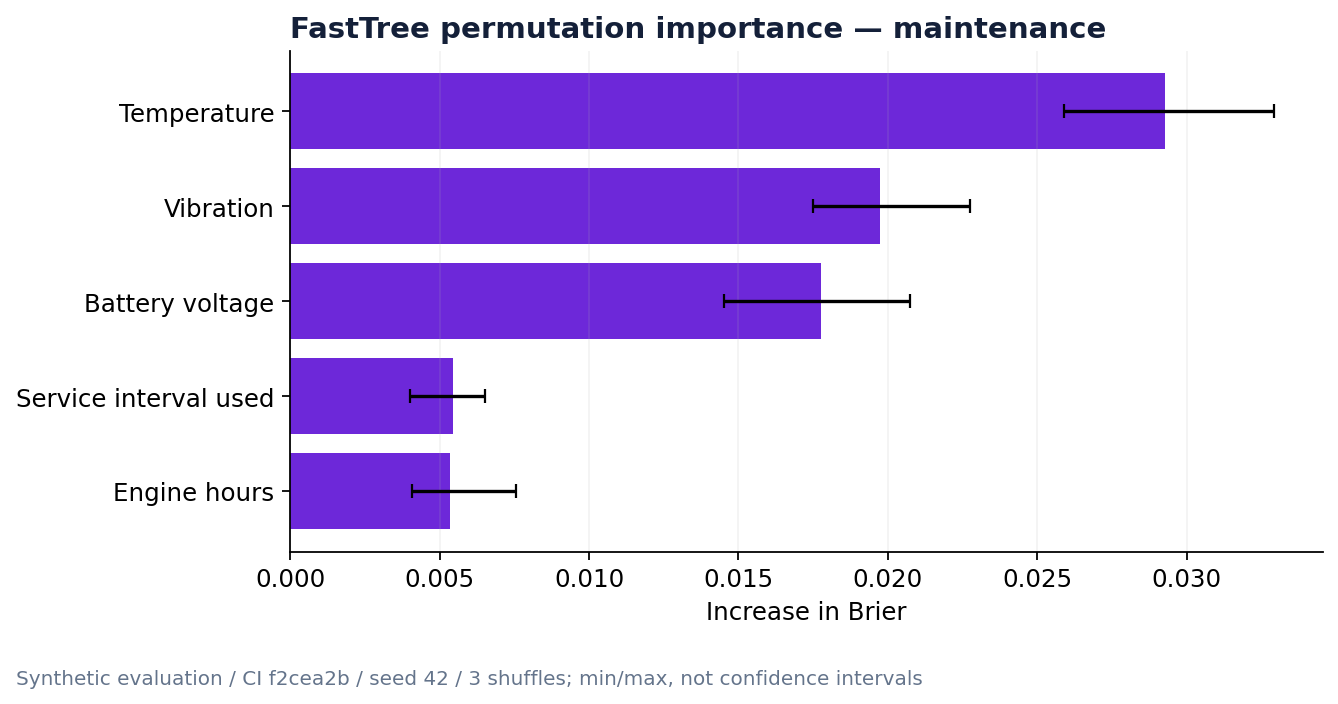 FastTree permutation importance — maintenance
Temperature
Vibration
Battery voltage
Service interval used
Engine hours
0.000 0.005 0.010 0.015 0.020 0.025 0.030
Increase in Brier
Synthetic evaluation / CI f2cea2b / seed 42 / 3 shuffles; min/max, not confidence intervals